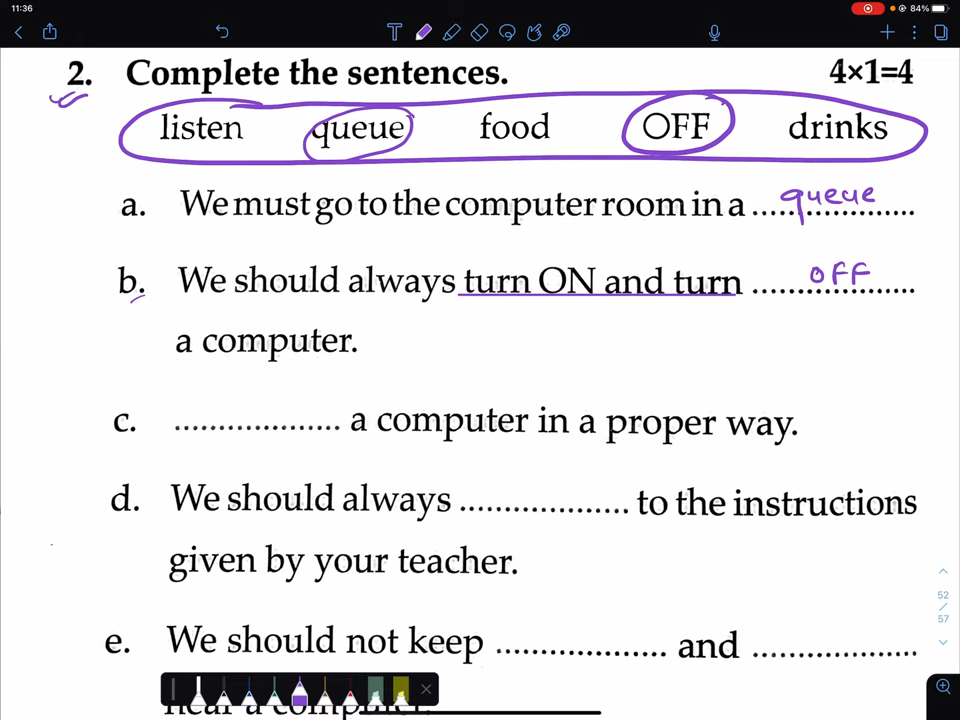 11:36
84%
2. Complete the sentences. 4×1=4
listen queue food OFF drinks
a. We must go to the computer room in a ..................... queue
b. We should always turn ON and turn ..................... OFF
a computer.
c. ................... a computer in a proper way.
d. We should always ................... to the instructions
given by your teacher.
52
/
57
e. We should not keep ................... and ...................
near a computer.